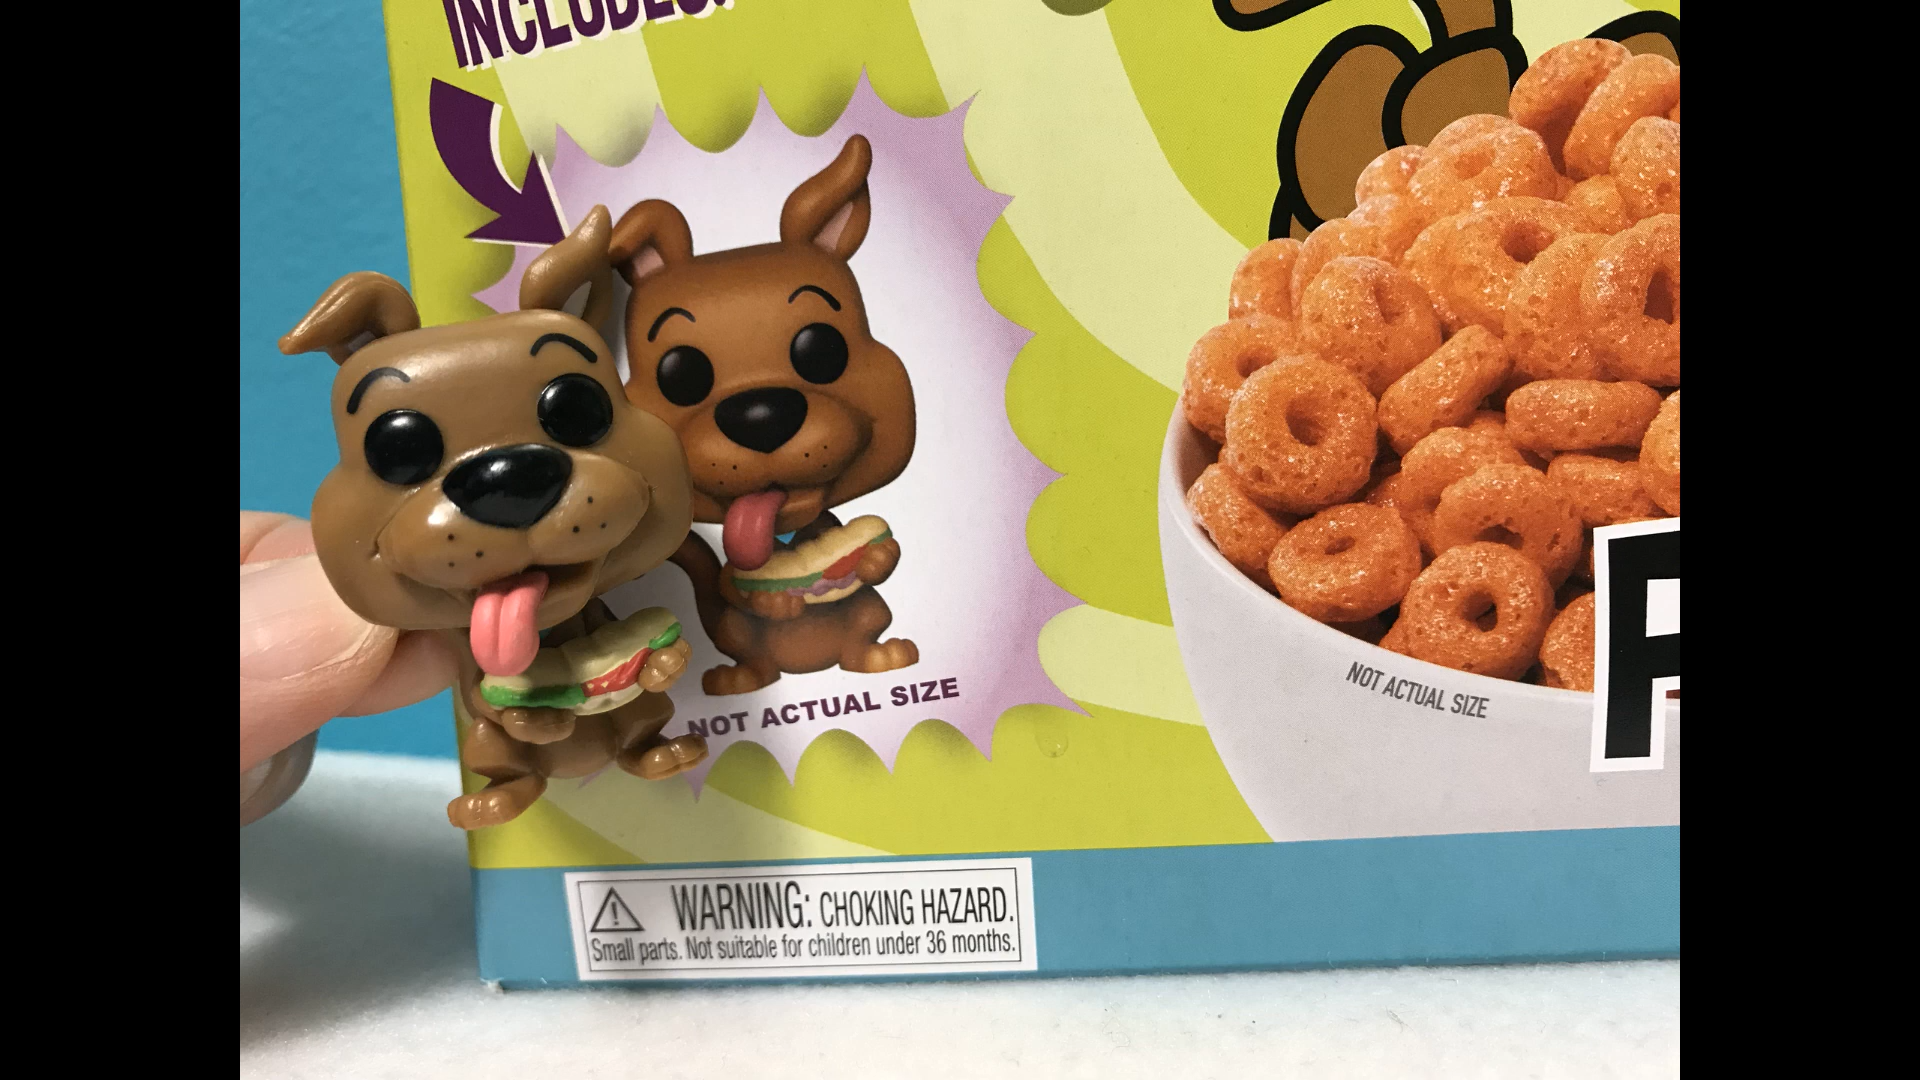 INCLUDES:
NOT ACTUAL SIZE
NOT ACTUAL SIZE
WARNING: CHOKING HAZARD.
Small parts. Not suitable for children under 36 months.